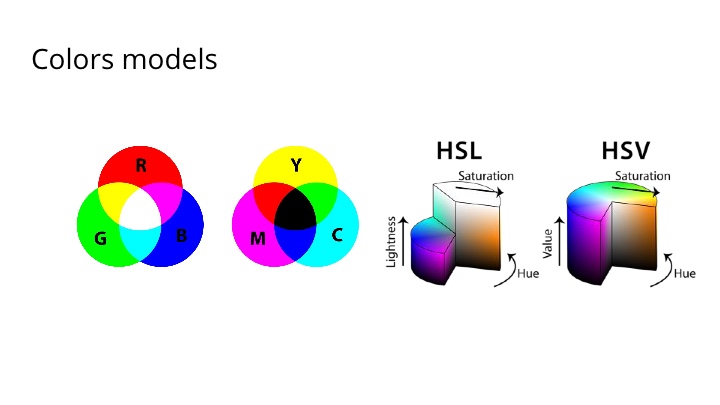 Colors models
R
G
B
Y
M
C
HSL
Saturation
Lightness
Hue
HSV
Saturation
Value
Hue